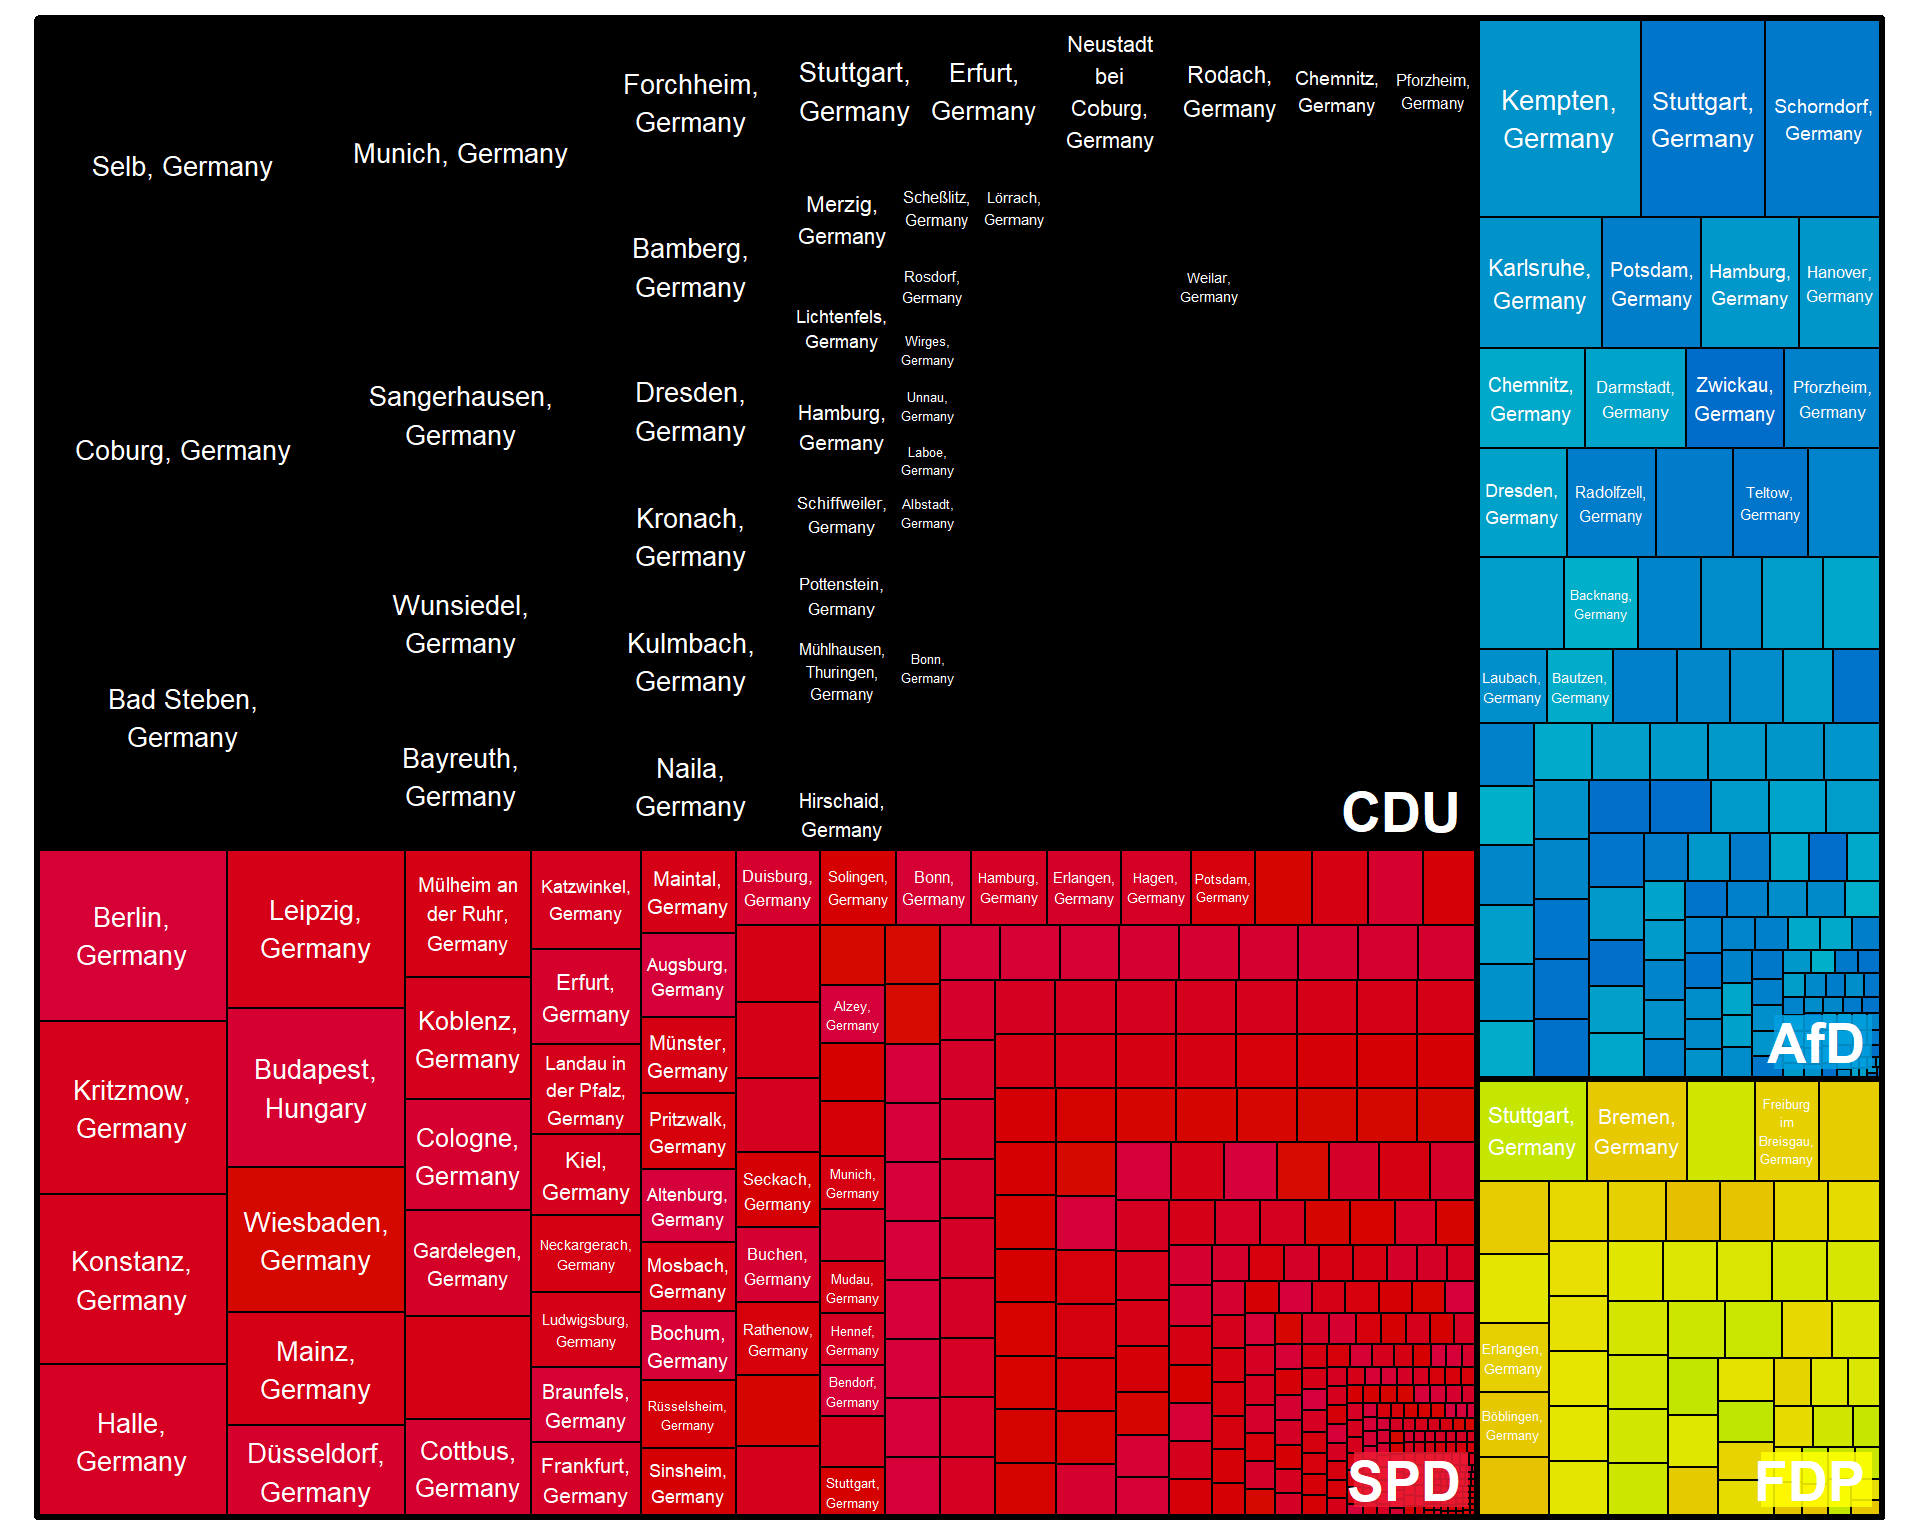 Selb, Germany
Coburg, Germany
Bad Steben,
Germany
Munich, Germany
Sangerhausen,
Germany
Wunsiedel,
Germany
Bayreuth,
Germany
Forchheim,
Germany
Bamberg,
Germany
Dresden,
Germany
Kronach,
Germany
Kulmbach,
Germany
Naila,
Germany
Stuttgart,
Germany
Merzig,
Germany
Lichtenfels,
Germany
Hamburg,
Germany
Schiffweiler,
Germany
Pottenstein,
Germany
Mühlhausen,
Thuringen,
Germany
Hirschaid,
Germany
Erfurt,
Germany
Neustadt
bei
Coburg,
Germany
Rodach,
Germany
Chemnitz,
Germany
Pforzheim,
Germany
Scheßlitz,
Germany
Lörrach,
Germany
Rosdorf,
Germany
Wirges,
Germany
Unnau,
Germany
Laboe,
Germany
Albstadt,
Germany
Bonn,
Germany
Weilar,
Germany
CDU
Berlin,
Germany
Kritzmow,
Germany
Konstanz,
Germany
Halle,
Germany
Leipzig,
Germany
Budapest,
Hungary
Wiesbaden,
Germany
Mainz,
Germany
Düsseldorf,
Germany
Mülheim an
der Ruhr,
Germany
Koblenz,
Germany
Cologne,
Germany
Gardelegen,
Germany
Cottbus,
Germany
Katzwinkel,
Germany
Erfurt,
Germany
Landau in
der Pfalz,
Germany
Kiel,
Germany
Neckargerach,
Germany
Ludwigsburg,
Germany
Braunfels,
Germany
Frankfurt,
Germany
Maintal,
Germany
Augsburg,
Germany
Münster,
Germany
Pritzwalk,
Germany
Altenburg,
Germany
Mosbach,
Germany
Bochum,
Germany
Rüsselsheim,
Germany
Sinsheim,
Germany
Duisburg,
Germany
Seckach,
Germany
Buchen,
Germany
Rathenow,
Germany
Solingen,
Germany
Alzey,
Germany
Munich,
Germany
Mudau,
Germany
Hennef,
Germany
Bendorf,
Germany
Stuttgart,
Germany
Bonn,
Germany
Hamburg,
Germany
Erlangen,
Germany
Hagen,
Germany
Potsdam,
Germany
SPD
Kempten,
Germany
Stuttgart,
Germany
Schorndorf,
Germany
Karlsruhe,
Germany
Potsdam,
Germany
Hamburg,
Germany
Hanover,
Germany
Chemnitz,
Germany
Darmstadt,
Germany
Zwickau,
Germany
Pforzheim,
Germany
Dresden,
Germany
Radolfzell,
Germany
Teltow,
Germany
Backnang,
Germany
Laubach,
Germany
Bautzen,
Germany
AfD
Stuttgart,
Germany
Bremen,
Germany
Freiburg
im
Breisgau,
Germany
Erlangen,
Germany
Böblingen,
Germany
FDP